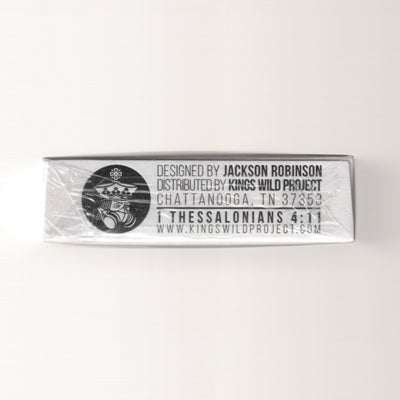 DESIGNED BY JACKSON ROBINSON
DISTRIBUTED BY KINGS WILD PROJECT
CHATTANOOGA, TN 37353
1 THESSALONIANS 4:11
WWW.KINGSWILDPROJECT.COM